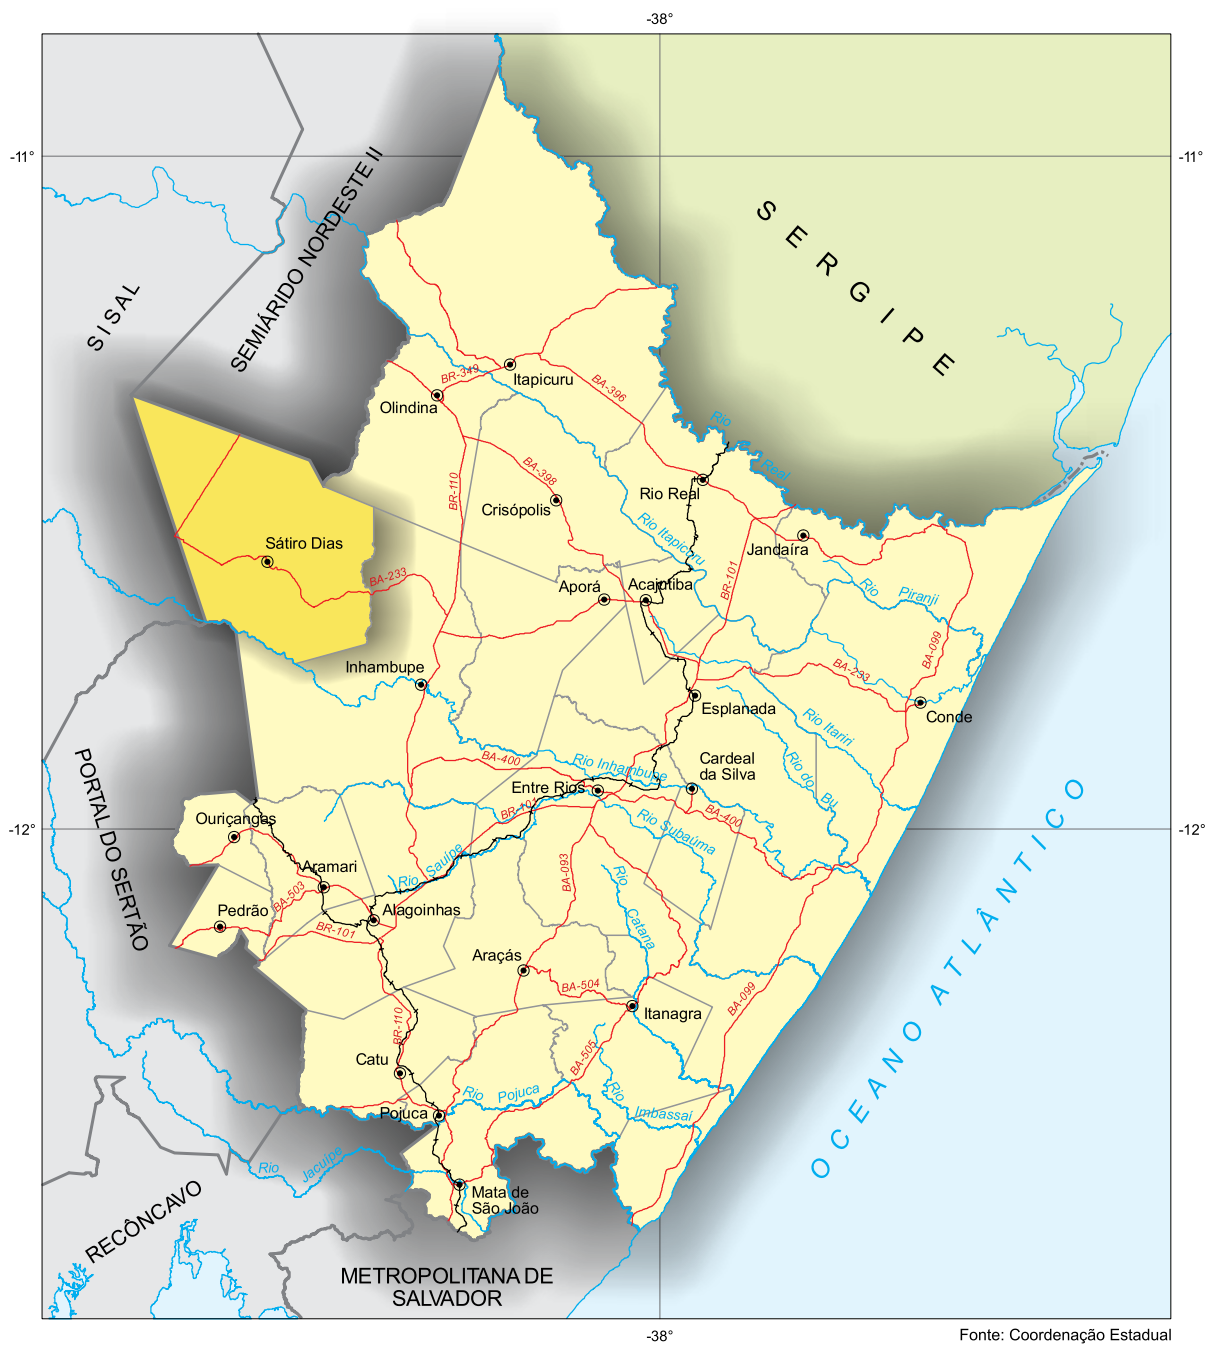 -38°
-11°
-11°
SERGIPE
SEMIÁRIDO NORDESTE II
SISAL
BR-349
Itapicuru
BA-396
Olindina
Rio
Real
BA-398
BR-110
Rio Real
Crisópolis
Rio Itapicuru
Jandaíra
Sátiro Dias
BA-233
Aporá
Acajutiba
BR-101
Rio
Piranji
BA-099
Inhambupe
BA-233
Esplanada
Conde
Rio Itariri
PORTAL DO SERTÃO
BA-400
Rio Inhambupe
Cardeal
da Silva
Rio do Bu
Entre Rios
BR-101
BA-400
Ouriçangas
Rio Subaúma
-12°
-12°
Aramari
Rio Sauípe
BA-093
Rio Catana
BA-503
Pedrão
Alagoinhas
BR-101
OCEANO ATLÂNTICO
Araçás
BA-504
BA-099
Itanagra
BR-110
Catu
BA-505
Rio Pojuca
Rio
Imbassaí
Pojuca
Rio Jacuípe
Mata de
São João
RECÔNCAVO
METROPOLITANA DE
SALVADOR
-38°
Fonte: Coordenação Estadual